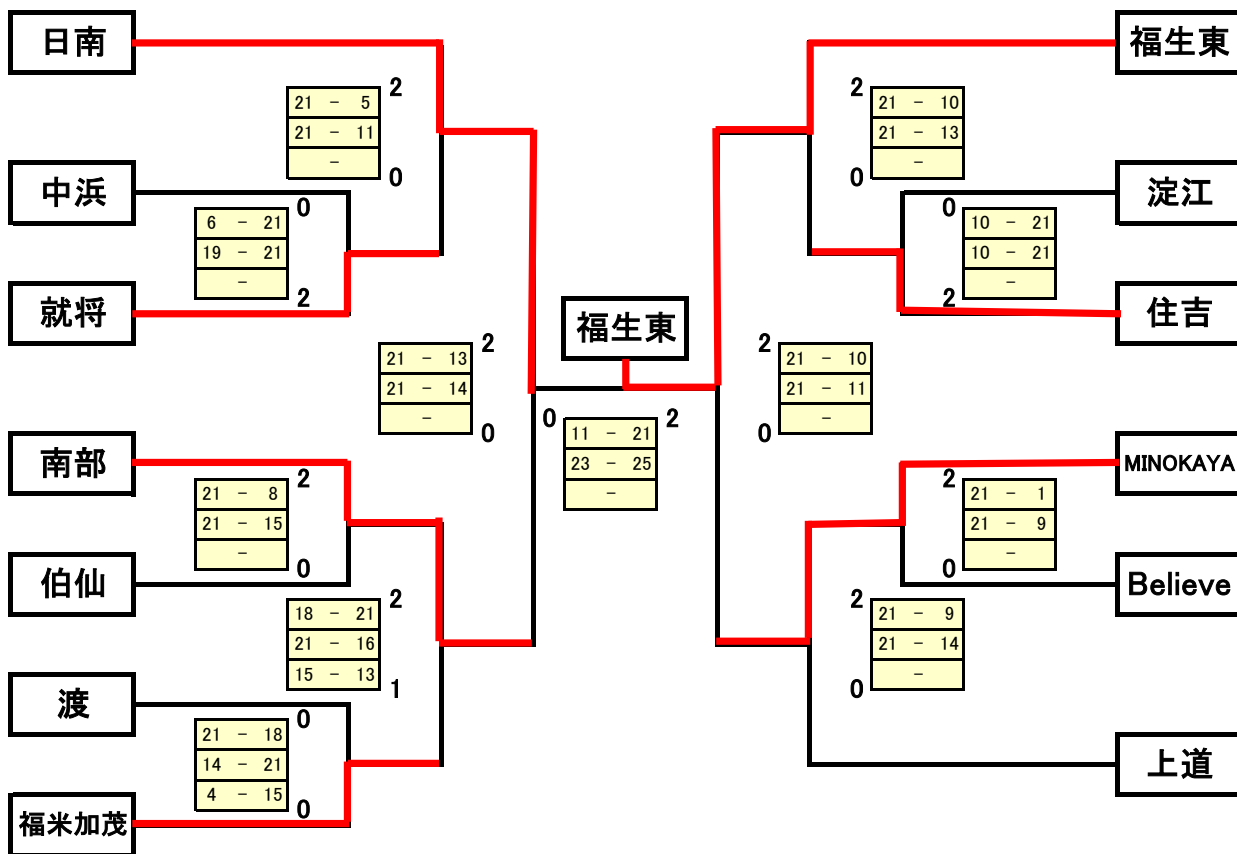 日南
福生東
2
21 - 5
21 - 11
-
0
2
21 - 10
21 - 13
-
0
中浜
淀江
0
6 - 21
19 - 21
-
2
0
10 - 21
10 - 21
-
2
就将
住吉
福生東
21 - 13
21 - 14
-
2
0
2
0
21 - 10
21 - 11
-
0
2
11 - 21
23 - 25
-
南部
MINOKAYA
2
21 - 8
21 - 15
-
0
2
21 - 1
21 - 9
-
0
伯仙
Believe
18 - 21
21 - 16
15 - 13
2
1
2
21 - 9
21 - 14
-
0
渡
上道
0
21 - 18
14 - 21
4 - 15
0
福米加茂